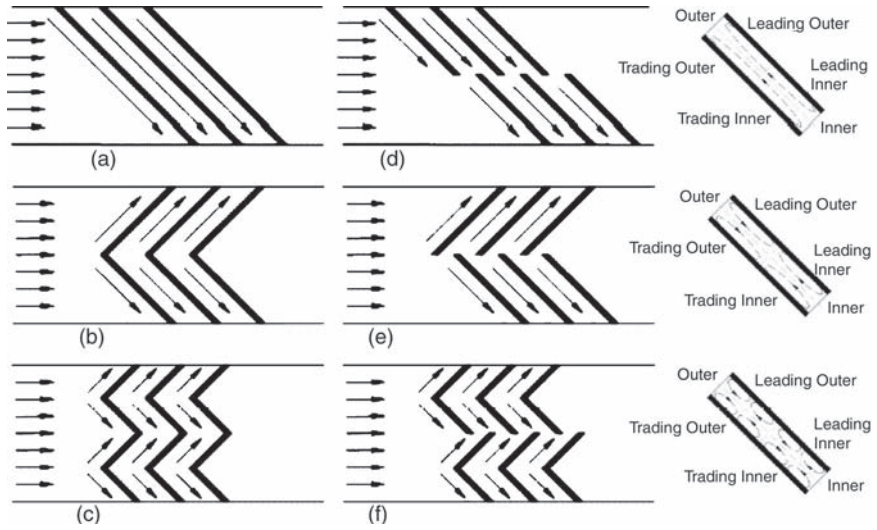 Outer
Leading Outer
Trading Outer
Leading
Inner
Trading Inner
Inner
(a)
(d)
Outer
Leading Outer
Trading Outer
Leading
Inner
Trading Inner
Inner
(b)
(e)
Outer
Leading Outer
Trading Outer
Leading
Inner
Trading Inner
Inner
(c)
(f)